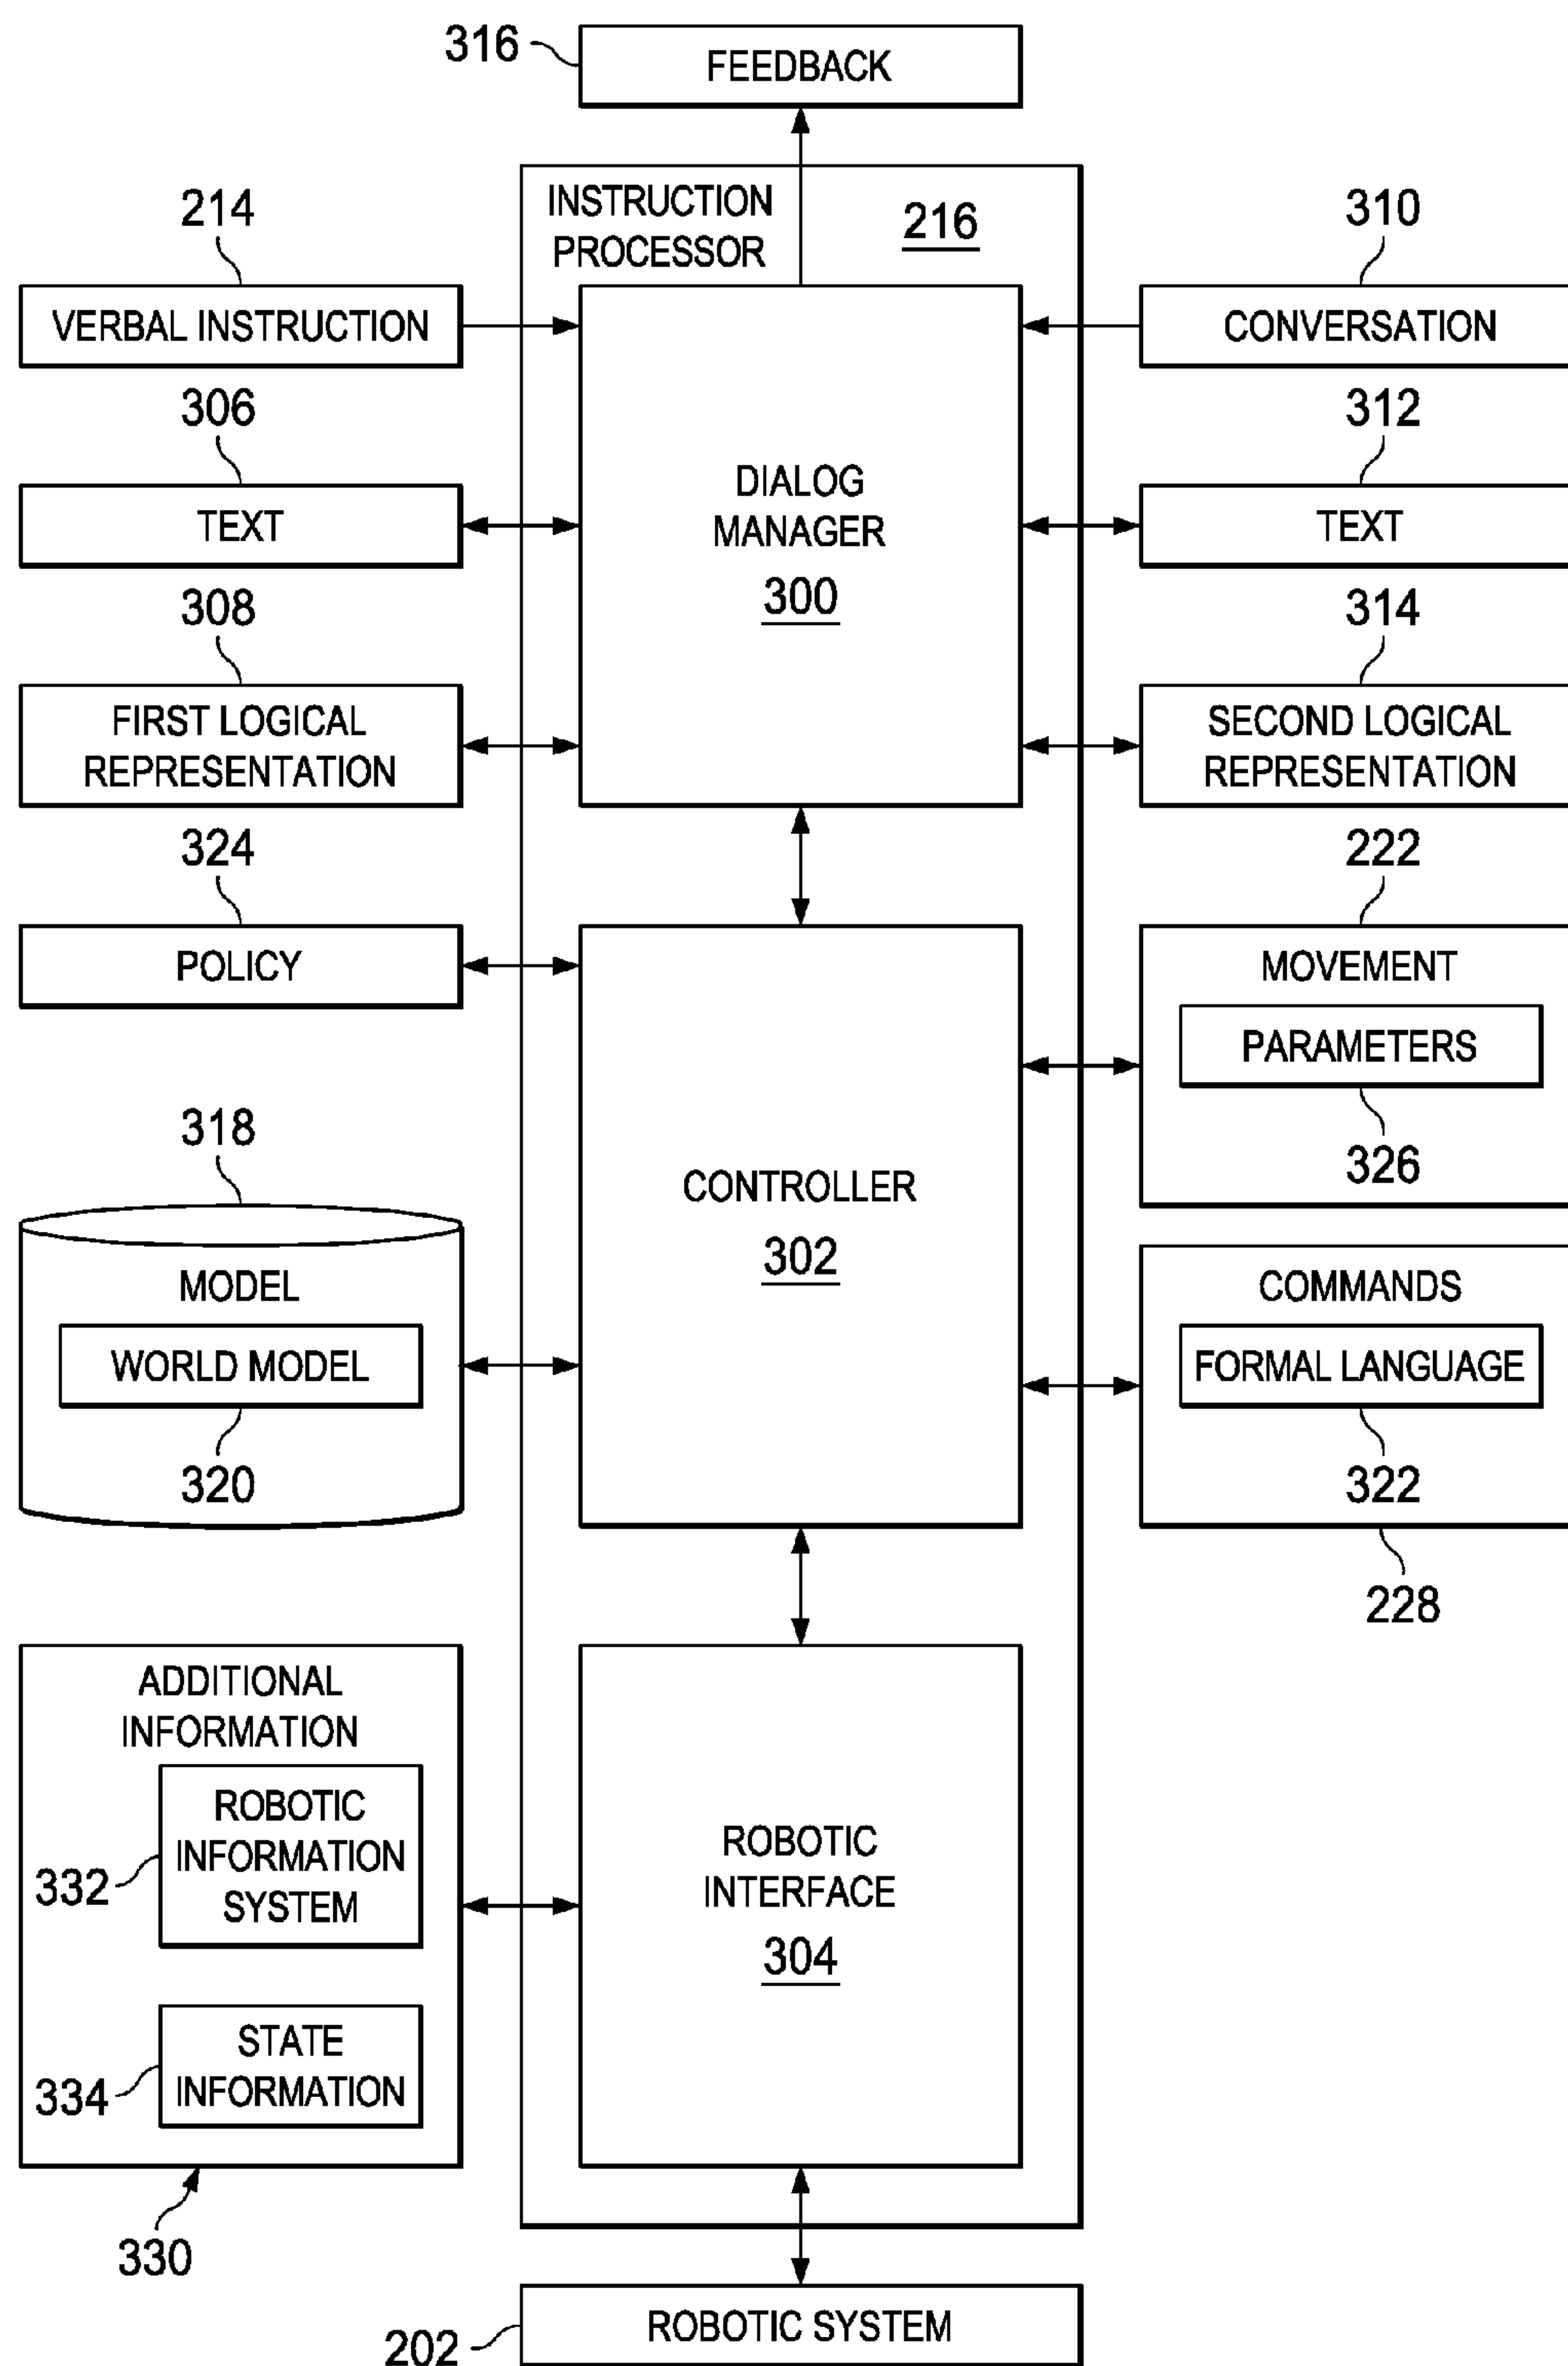 316
FEEDBACK
INSTRUCTION
PROCESSOR
216
214
VERBAL INSTRUCTION
310
CONVERSATION
306
TEXT
DIALOG
MANAGER
300
312
TEXT
308
FIRST LOGICAL
REPRESENTATION
314
SECOND LOGICAL
REPRESENTATION
324
POLICY
222
MOVEMENT
PARAMETERS
326
318
MODEL
WORLD MODEL
320
CONTROLLER
302
COMMANDS
FORMAL LANGUAGE
322
228
ADDITIONAL
INFORMATION
ROBOTIC
INFORMATION
SYSTEM
332
STATE
INFORMATION
334
330
ROBOTIC
INTERFACE
304
ROBOTIC SYSTEM
202